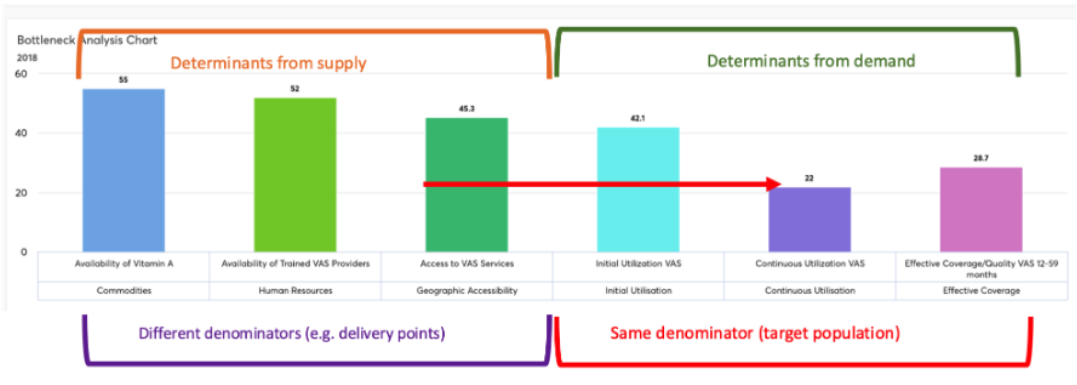 Bottleneck Analysis Chart
2018
Determinants from supply
Determinants from demand
60
40
20
0
55
52
45.3
42.1
22
28.7
Availability of Vitamin A
Availability of Trained VAS Providers
Access to VAS Services
Initial Utilization VAS
Continuous Utilization VAS
Effective Coverage/Quality VAS 12-59
months
Commodities
Human Resources
Geographic Accessibility
Initial Utilisation
Continuous Utilisation
Effective Coverage
Different denominators (e.g. delivery points)
Same denominator (target population)